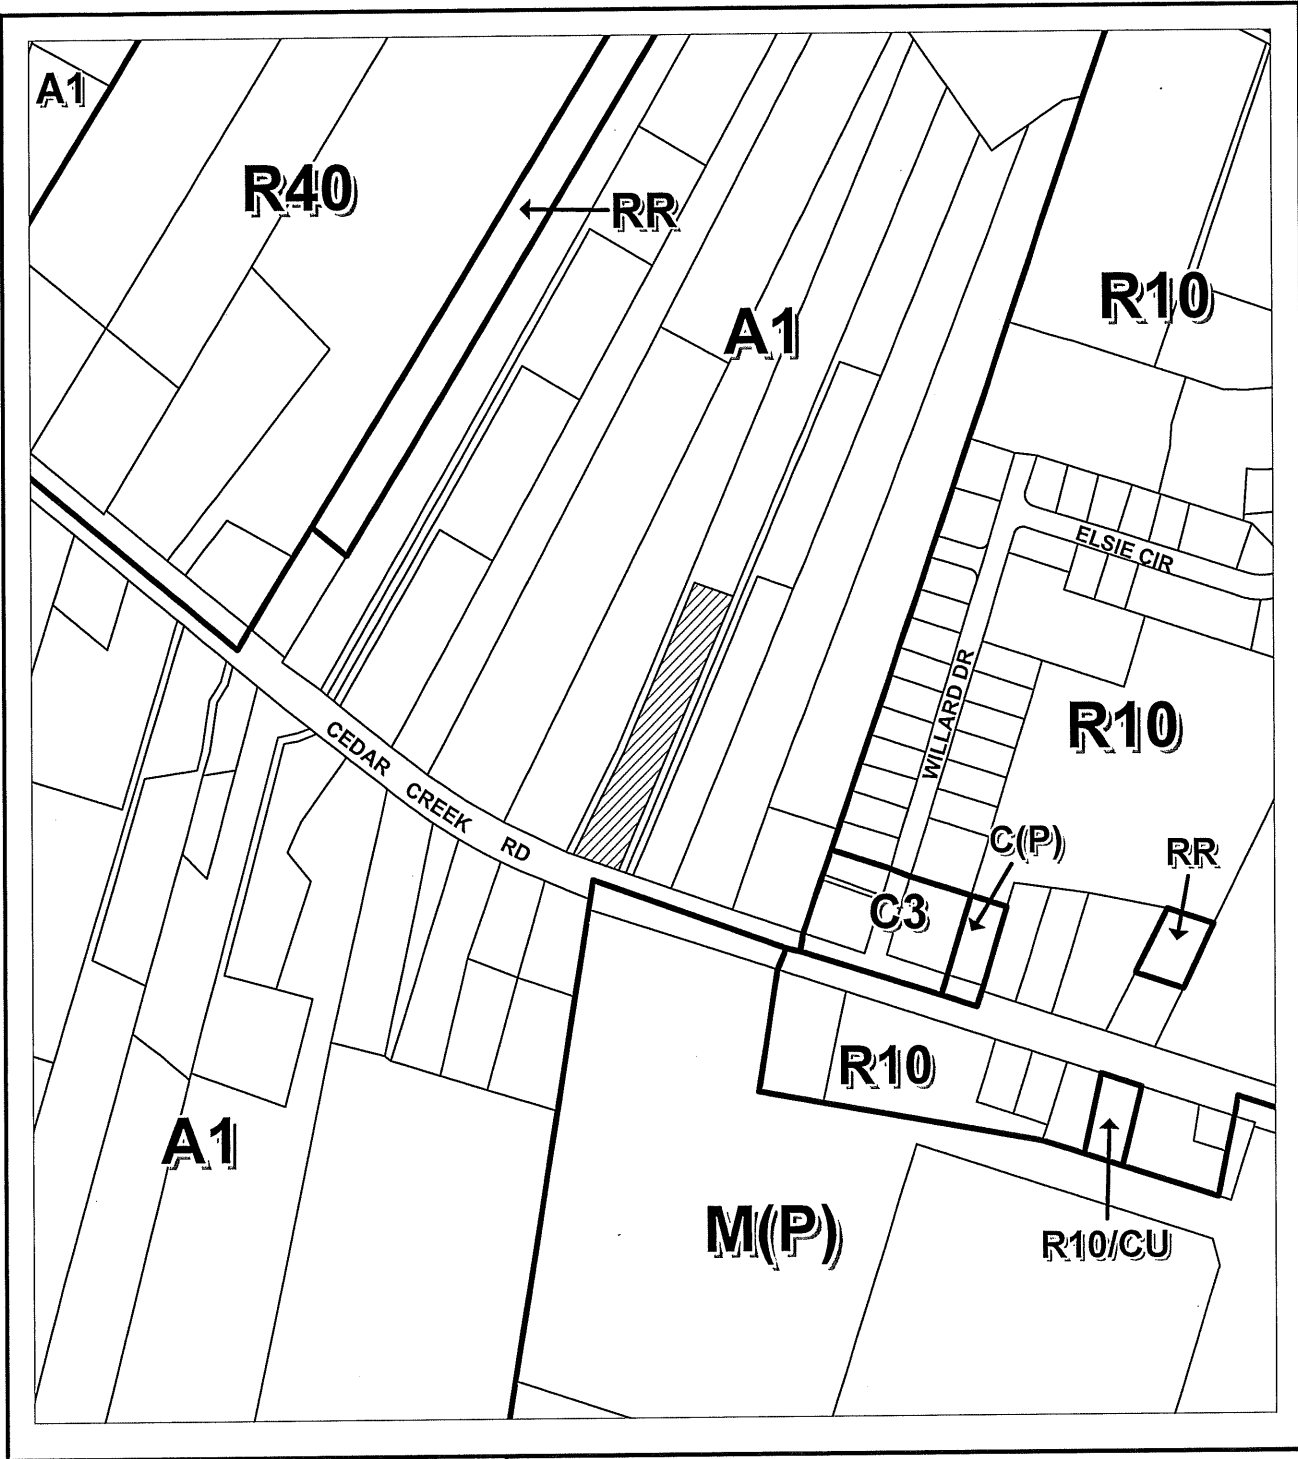 A1
R40
RR
A1
R10
ELSIE CIR
WILLARD DR
R10
CEDAR CREEK RD
C(P)
RR
C3
R10
A1
M(P)
R10/CU